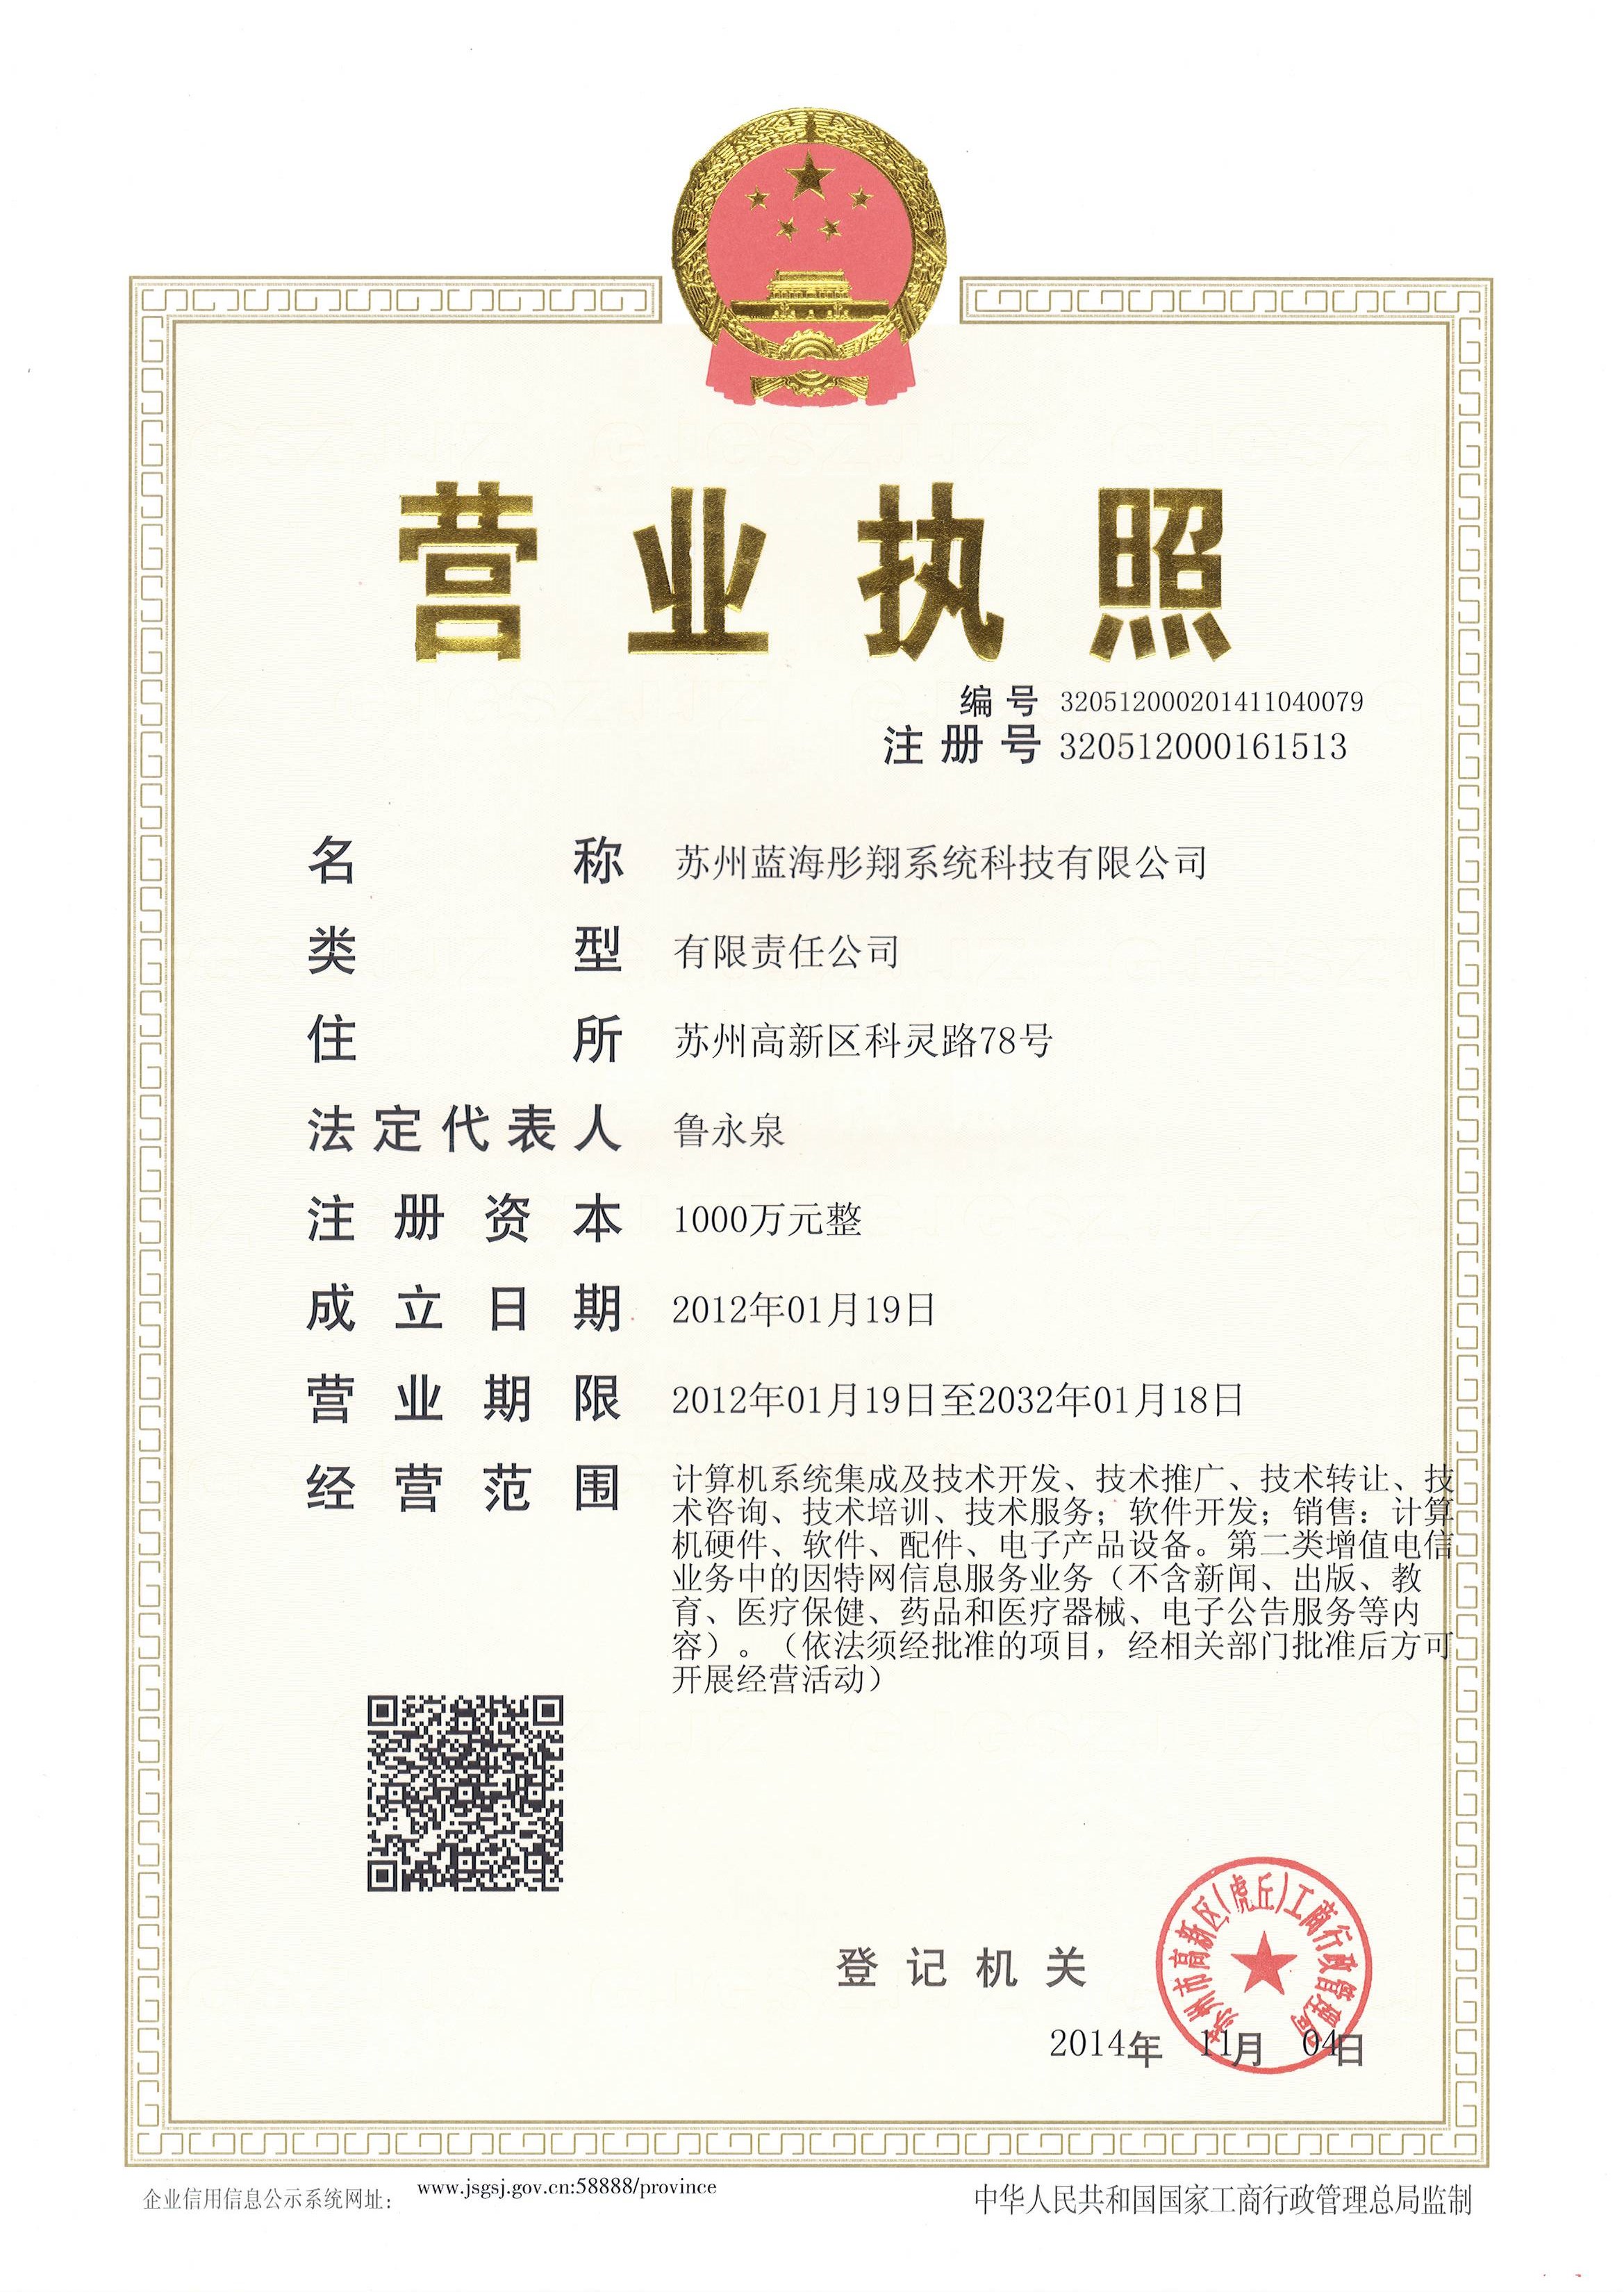 营业执照
编号 320512000201411040079
注册号 320512000161513
名称 苏州蓝海彤翔系统科技有限公司
类型 有限责任公司
住所 苏州高新区科灵路78号
法定代表人 鲁永泉
注册资本 1000万元整
成立日期 2012年01月19日
营业期限 2012年01月19日至2032年01月18日
经营范围 计算机系统集成及技术开发、技术推广、技术转让、技
术咨询、技术培训、技术服务；软件开发；销售：计算
机硬件、软件、配件、电子产品设备。第二类增值电信
业务中的因特网信息服务业务（不含新闻、出版、教
育、医疗保健、药品和医疗器械、电子公告服务等内
容）。（依法须经批准的项目，经相关部门批准后方可
开展经营活动）
苏州市高新区(虎丘)工商行政管理局
登记机关
2014年 11月 04日
企业信用信息公示系统网址： www.jsgsj.gov.cn:58888/province
中华人民共和国国家工商行政管理总局监制